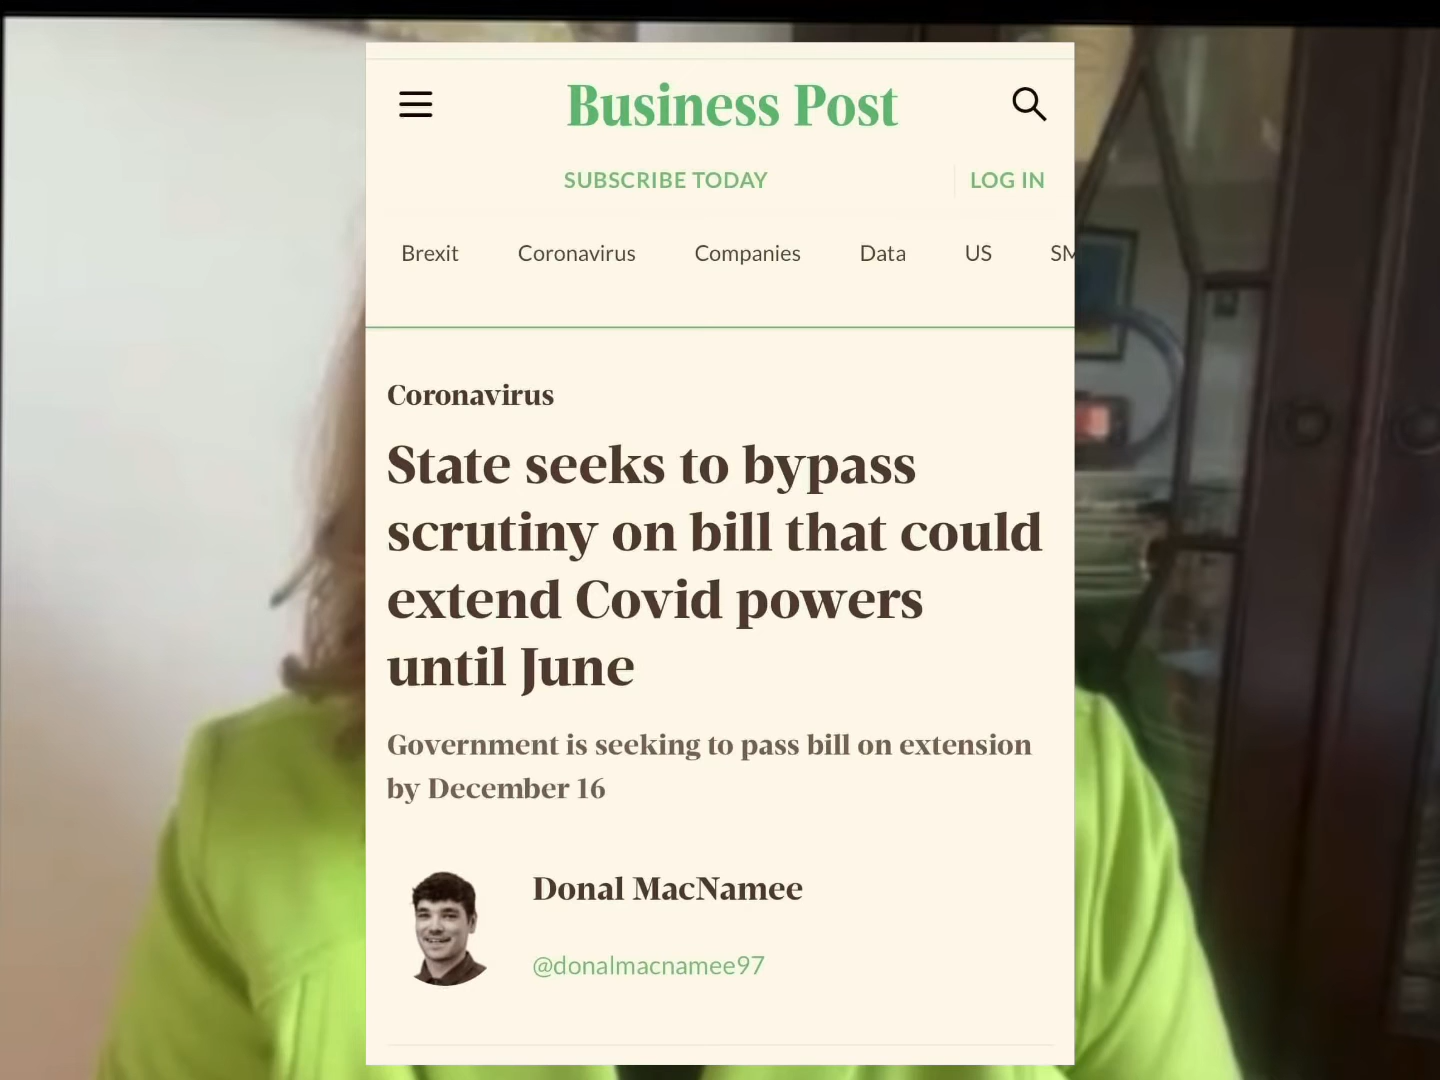 Business Post
SUBSCRIBE TODAY
LOG IN
Brexit Coronavirus Companies Data US SM
Coronavirus
State seeks to bypass
scrutiny on bill that could
extend Covid powers
until June
Government is seeking to pass bill on extension
by December 16
Donal MacNamee
@donalmacnamee97